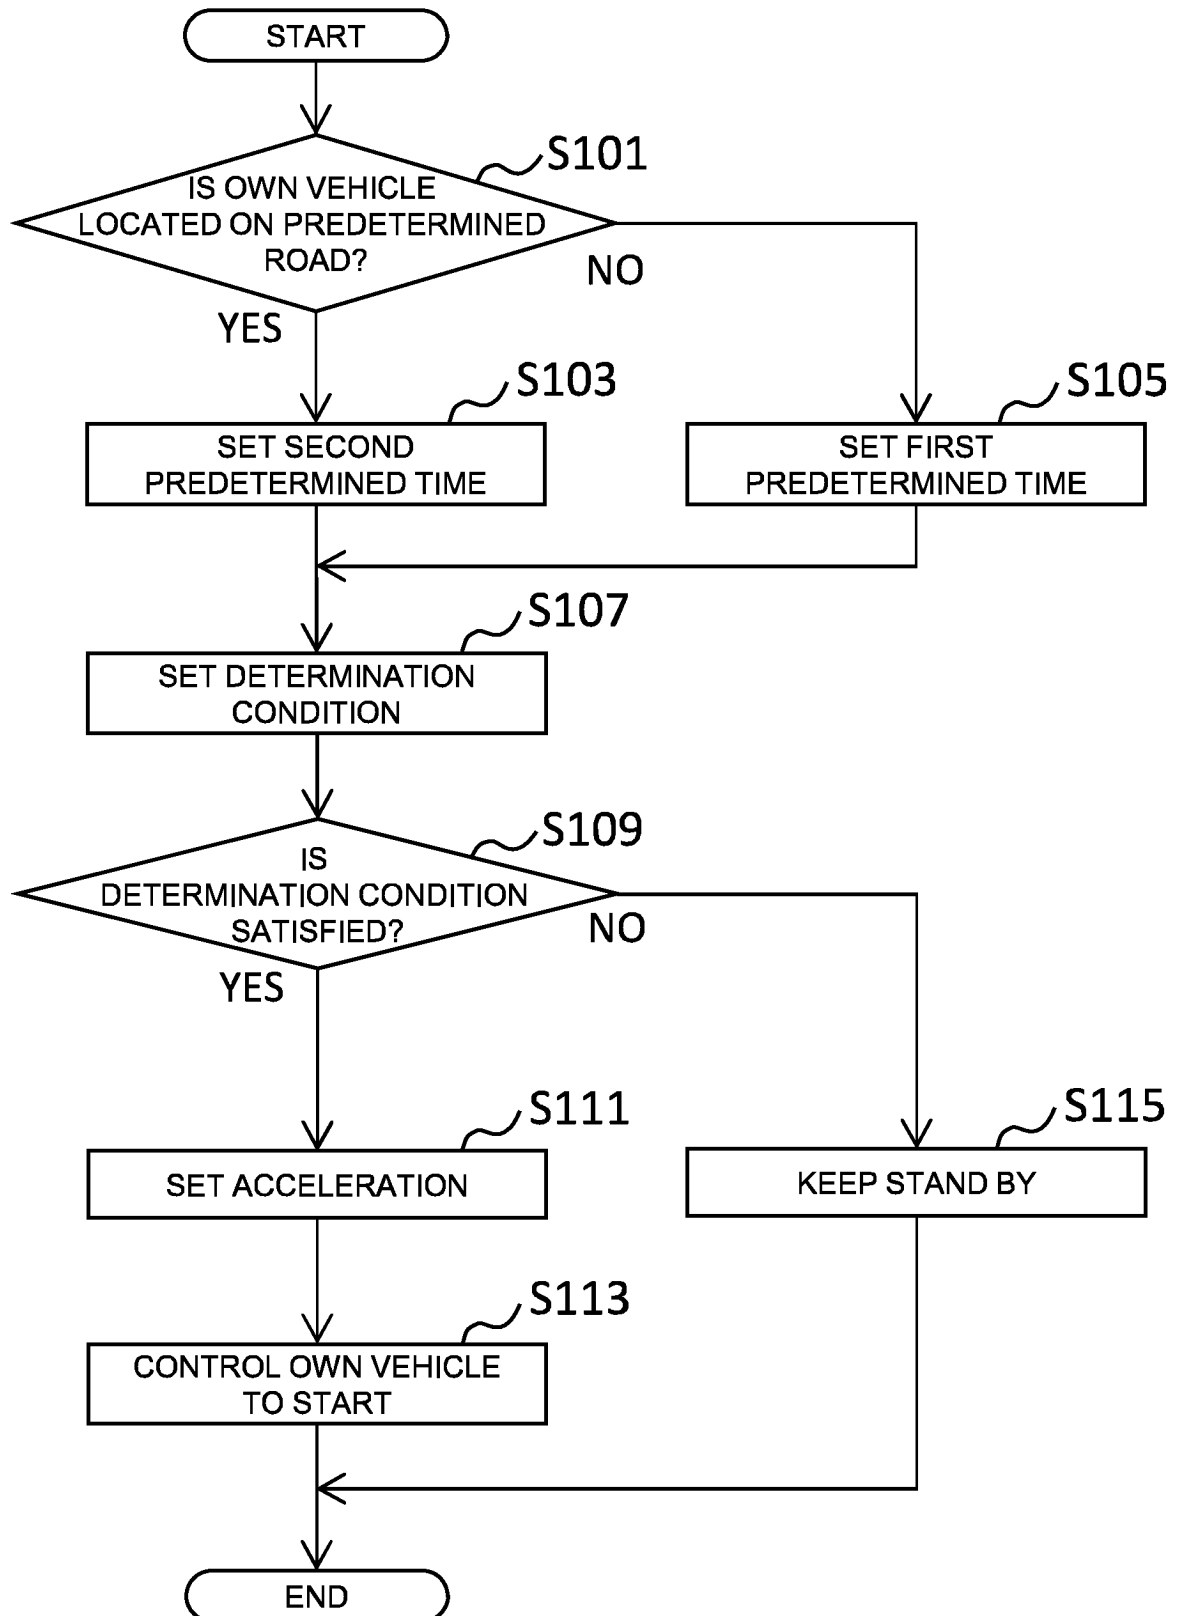 START
S101
IS OWN VEHICLE
LOCATED ON PREDETERMINED
ROAD?
NO
YES
S103
SET SECOND
PREDETERMINED TIME
S105
SET FIRST
PREDETERMINED TIME
S107
SET DETERMINATION
CONDITION
S109
IS
DETERMINATION CONDITION
SATISFIED?
NO
YES
S111
SET ACCELERATION
S115
KEEP STAND BY
S113
CONTROL OWN VEHICLE
TO START
END